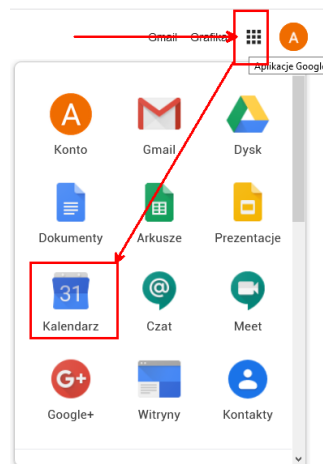 Gmail Grafika A
Aplikacje Google
A
Konto Gmail Dysk
Dokumenty Arkusze Prezentacje
31 @
Kalendarz Czat Meet
G+
Google+ Witryny Kontakty